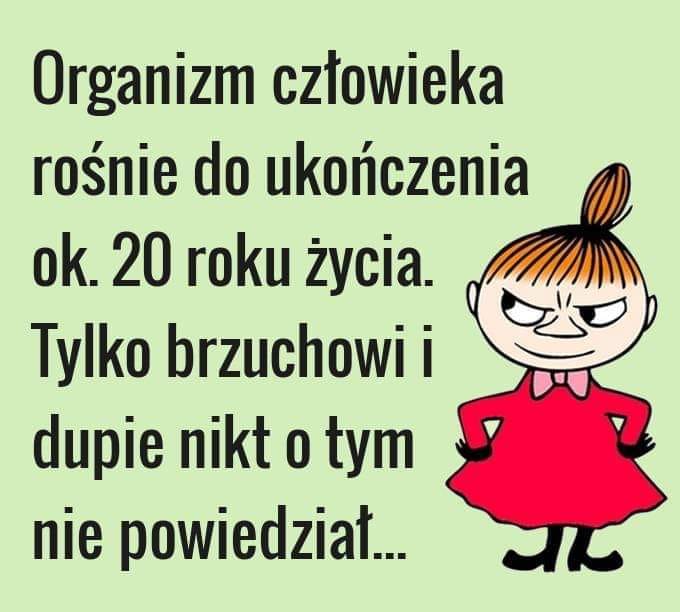 Organizm człowieka
rośnie do ukończenia
ok. 20 roku życia.
Tylko brzuchowi i
dupie nikt o tym
nie powiedział...